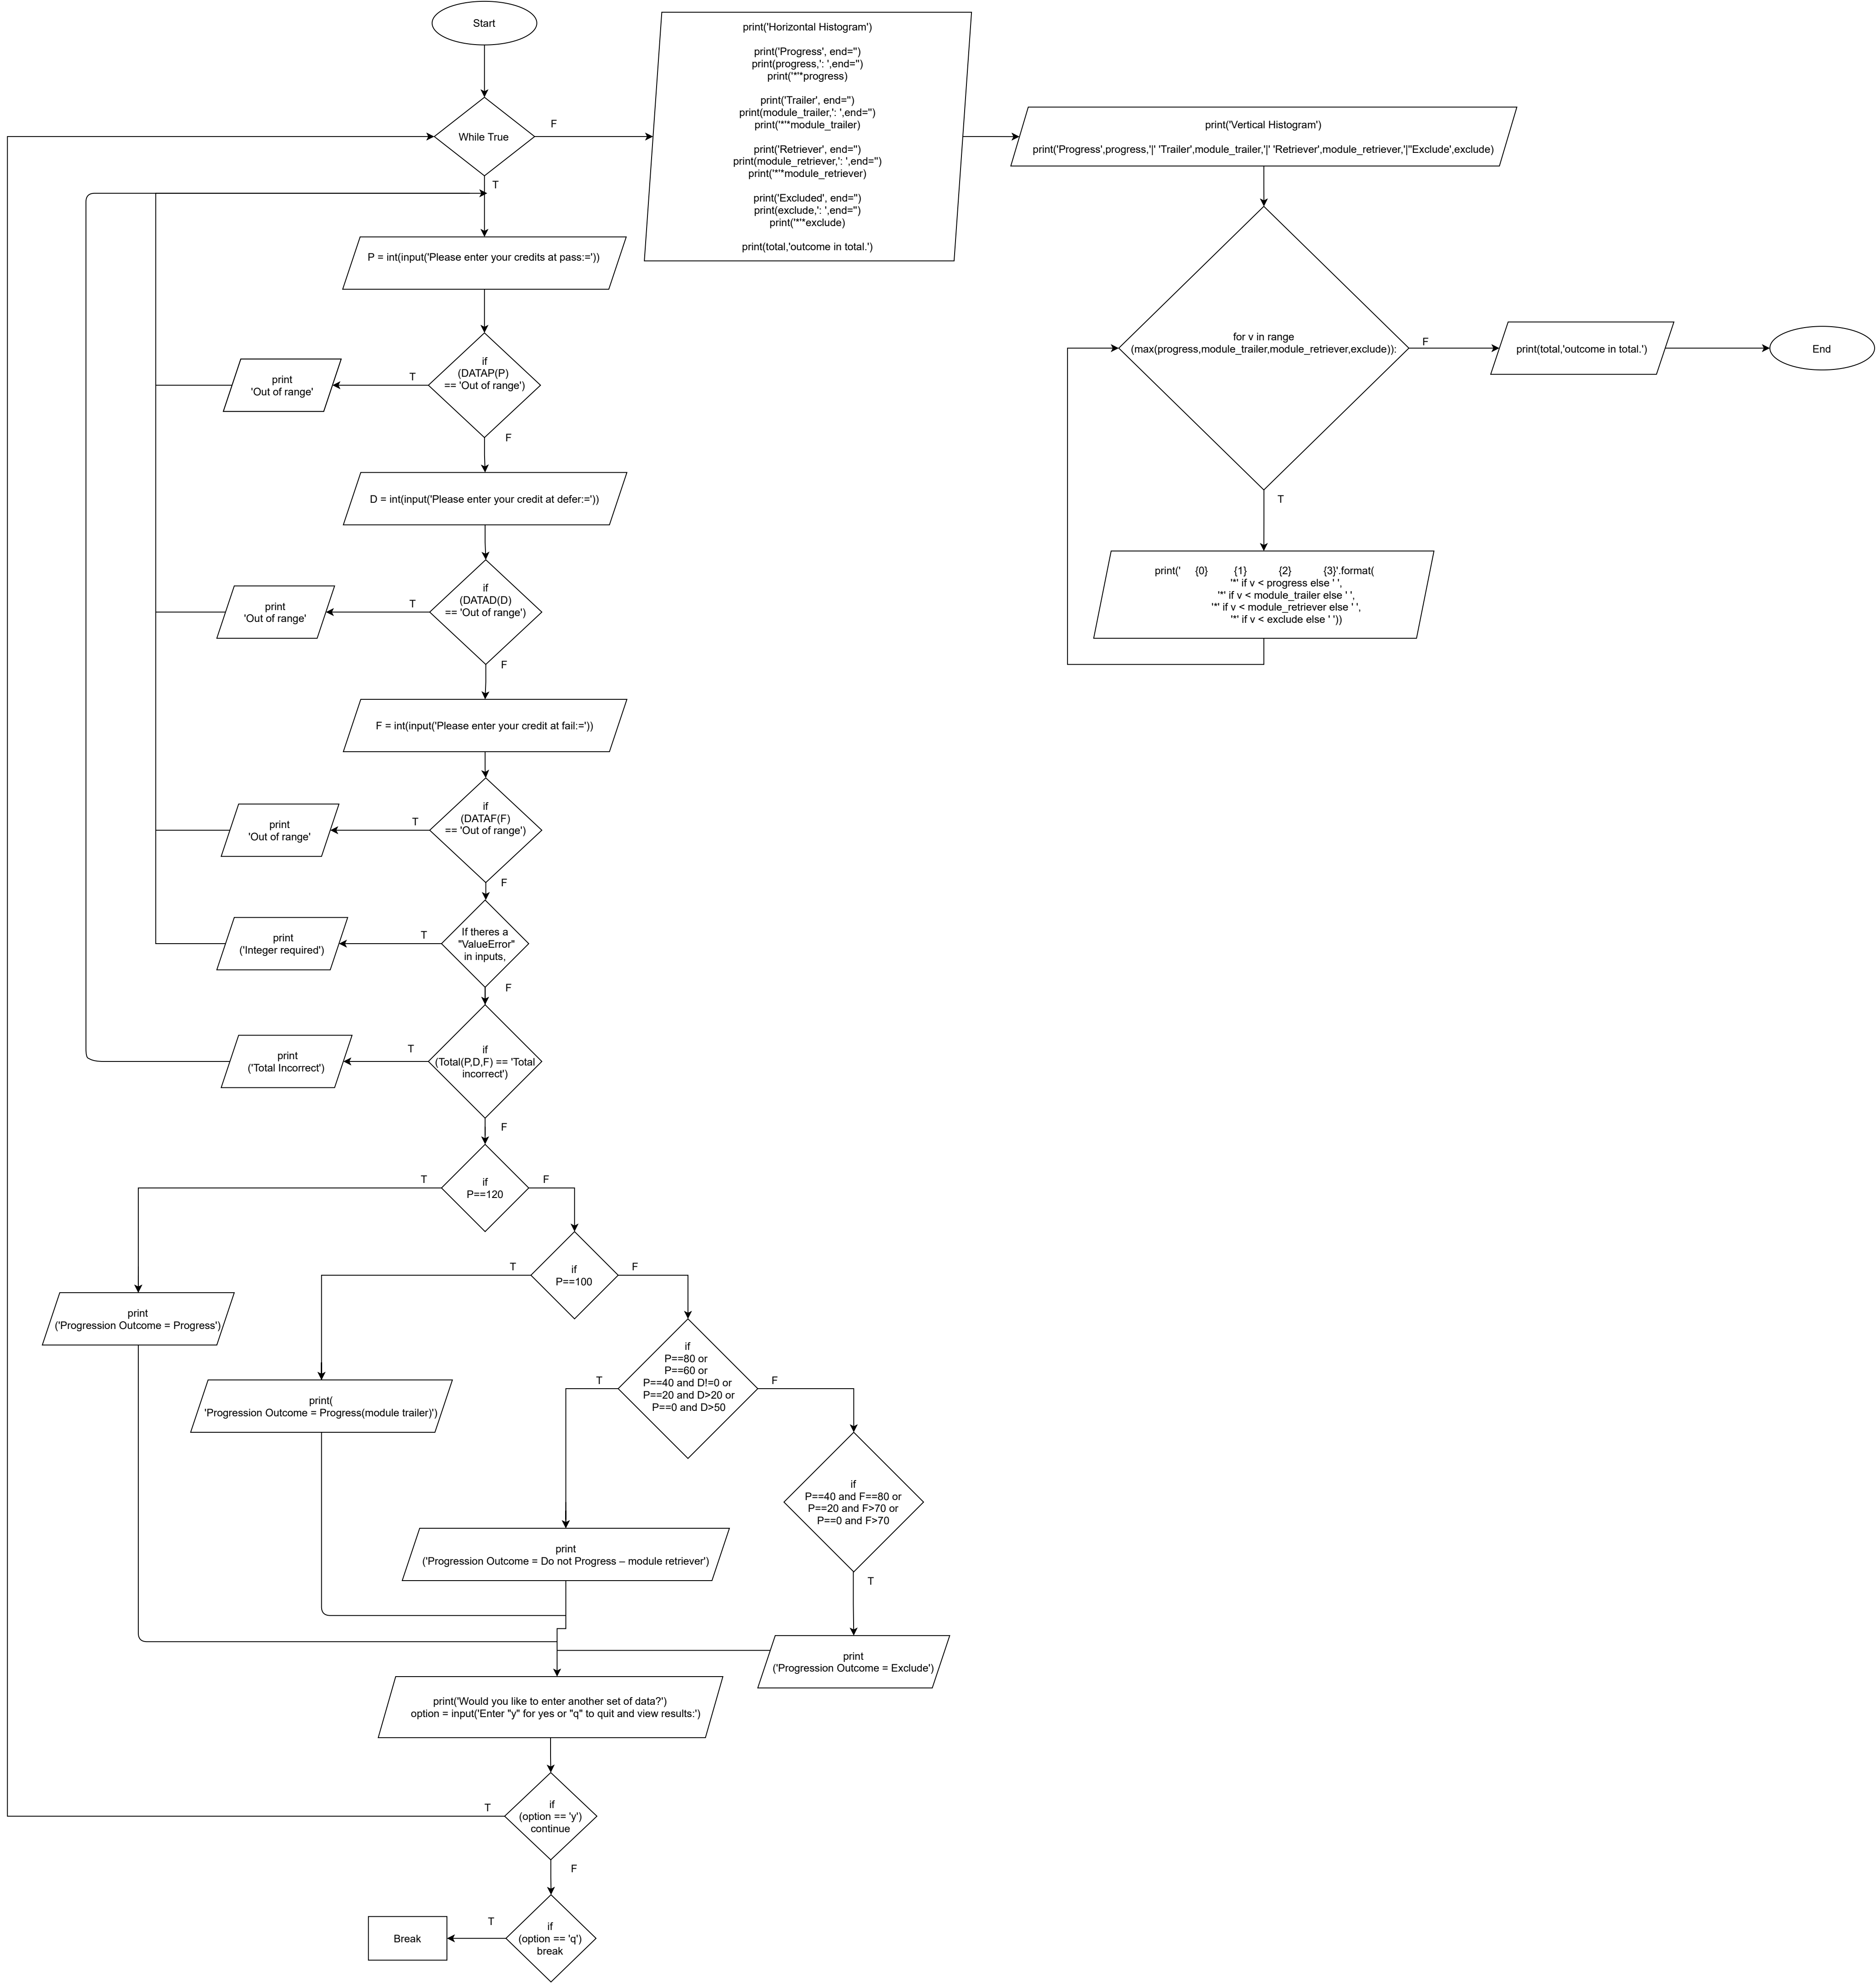 Start
While True
F
T
print('Horizontal Histogram')
print('Progress', end='')
print(progress,': ',end='')
print('*'*progress)
print('Trailer', end='')
print(module_trailer,': ',end='')
print('*'*module_trailer)
print('Retriever', end='')
print(module_retriever,': ',end='')
print('*'*module_retriever)
print('Excluded', end='')
print(exclude,': ',end='')
print('*'*exclude)
print(total,'outcome in total.')
print('Vertical Histogram')
print('Progress',progress,'|' 'Trailer',module_trailer,'|' 'Retriever',module_retriever,'|''Exclude',exclude)
for v in range
(max(progress,module_trailer,module_retriever,exclude)):
F
print(total,'outcome in total.')
End
T
print(' {0} {1} {2} {3}'.format(
'*' if v < progress else ' ',
'*' if v < module_trailer else ' ',
'*' if v < module_retriever else ' ',
'*' if v < exclude else ' '))
P = int(input('Please enter your credits at pass:='))
if
(DATAP(P)
== 'Out of range')
T
print
'Out of range'
F
D = int(input('Please enter your credit at defer:='))
if
(DATAD(D)
== 'Out of range')
T
print
'Out of range'
F
F = int(input('Please enter your credit at fail:='))
if
(DATAF(F)
== 'Out of range')
T
print
'Out of range'
F
If theres a
"ValueError"
in inputs,
T
print
('Integer required')
F
if
(Total(P,D,F) == 'Total
incorrect')
T
print
('Total Incorrect')
F
if
P==120
T
F
print
('Progression Outcome = Progress')
if
P==100
T
F
print(
'Progression Outcome = Progress(module trailer)')
if
P==80 or
P==60 or
P==40 and D!=0 or
P==20 and D>20 or
P==0 and D>50
T
F
print
('Progression Outcome = Do not Progress – module retriever')
if
P==40 and F==80 or
P==20 and F>70 or
P==0 and F>70
T
print
('Progression Outcome = Exclude')
print('Would you like to enter another set of data?')
option = input('Enter "y" for yes or "q" to quit and view results:')
if
(option == 'y')
continue
T
F
if
(option == 'q')
break
T
Break